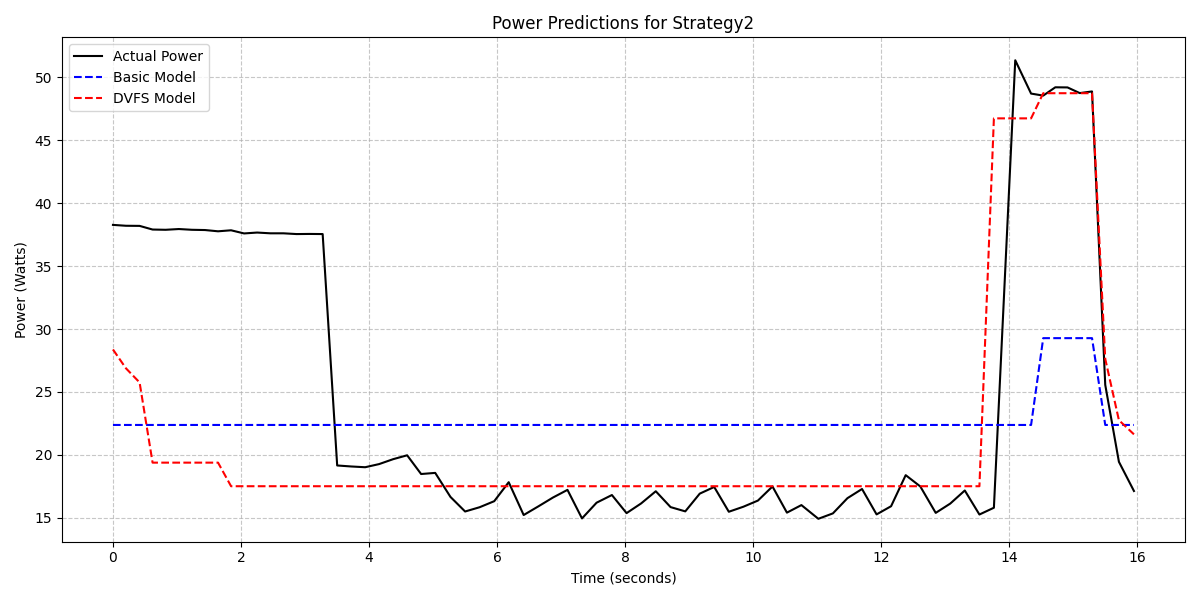 Power Predictions for Strategy2
Actual Power
Basic Model
DVFS Model
Power (Watts)
50
45
40
35
30
25
20
15
0 2 4 6 8 10 12 14 16
Time (seconds)